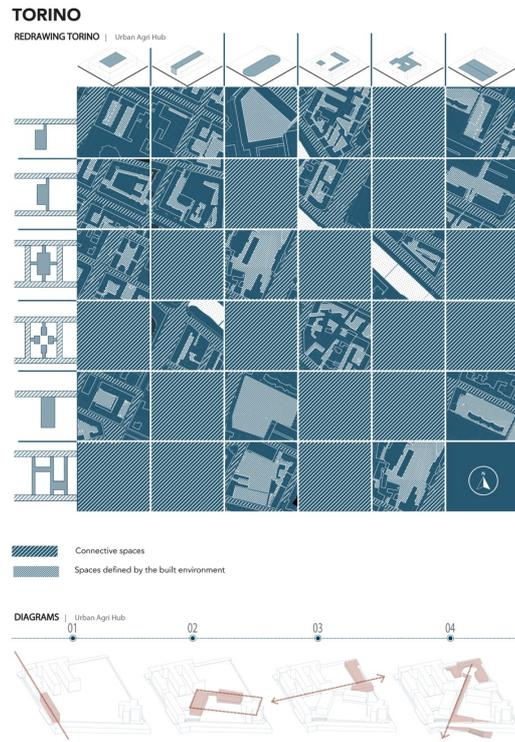 TORINO
REDRAWING TORINO | Urban Agri Hub
N
Connective spaces
Spaces defined by the built environment
DIAGRAMS | Urban Agri Hub
01 02 03 04